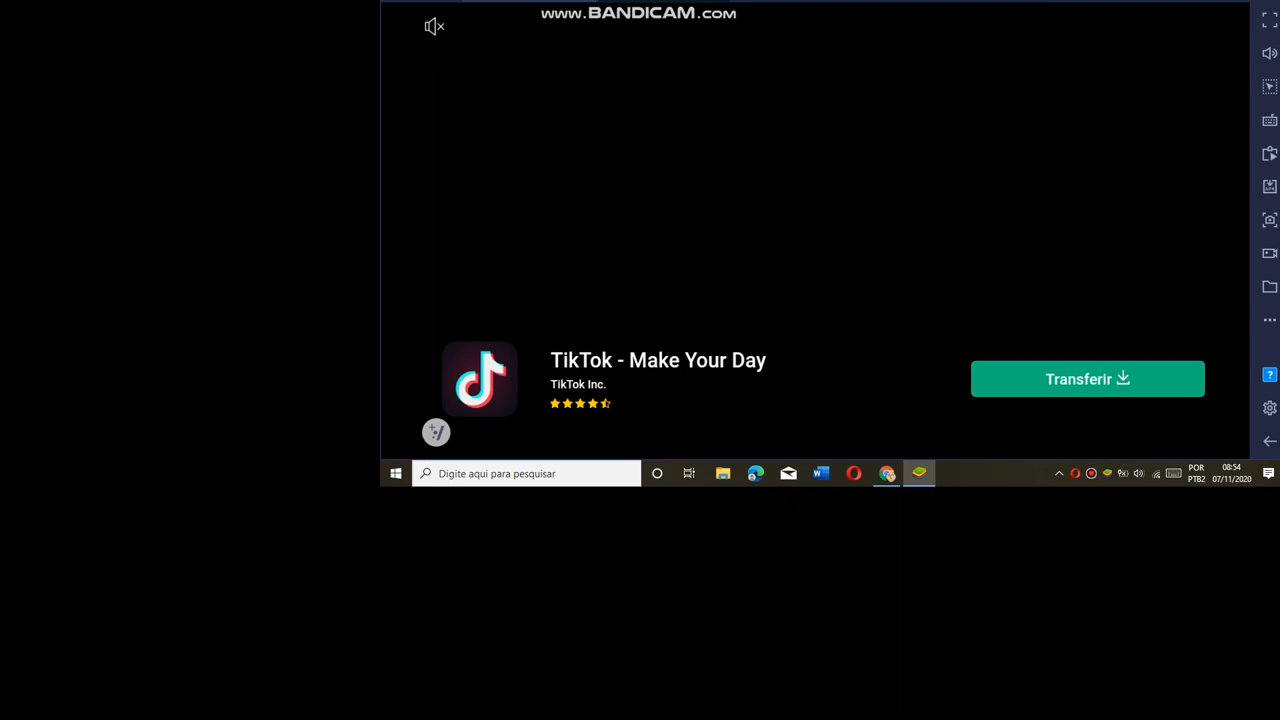 www.BANDICAM.com
TikTok - Make Your Day
TikTok Inc.
Transferir
Digite aqui para pesquisar
POR
PTB2
08:54
07/11/2020